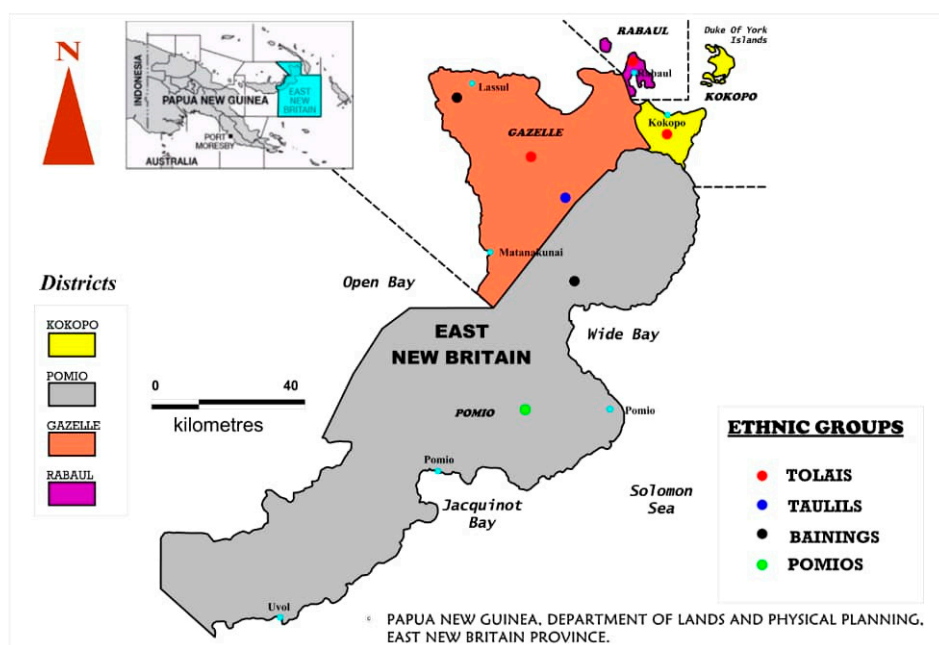 N
INDONESIA
PAPUA NEW GUINEA
EAST
NEW
BRITAIN
PORT
MORESBY
AUSTRALIA
RABAUL
Rabaul
Duke Of York
Islands
KOKOPO
Kokopo
Lassul
GAZELLE
Matanakunai
Open Bay
Wide Bay
EAST
NEW BRITAIN
POMIO
Pomio
Pomio
Jacquinot
Bay
Solomon
Sea
Uvol
Districts
KOKOPO
POMIO
GAZELLE
RABAUL
0 40
kilometres
ETHNIC GROUPS
TOLAIS
TAULILS
BAININGS
POMIOS
© PAPUA NEW GUINEA, DEPARTMENT OF LANDS AND PHYSICAL PLANNING,
EAST NEW BRITAIN PROVINCE.